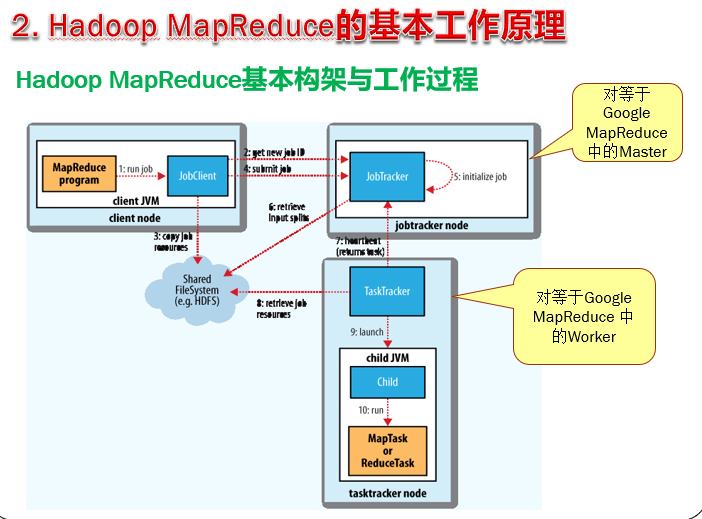 2. Hadoop MapReduce的基本工作原理
Hadoop MapReduce基本构架与工作过程
对等于
Google
MapReduce
中的Master
MapReduce
program
1: run job
JobClient
client JVM
client node
2: get new job ID
4: submit job
JobTracker
5: initialize job
jobtracker node
3: copy job
resources
6: retrieve
input splits
7: heartbeat
(returns task)
Shared
FileSystem
(e.g. HDFS)
8: retrieve job
resources
TaskTracker
对等于Google
MapReduce 中
的Worker
9: launch
child JVM
Child
10: run
MapTask
or
ReduceTask
tasktracker node